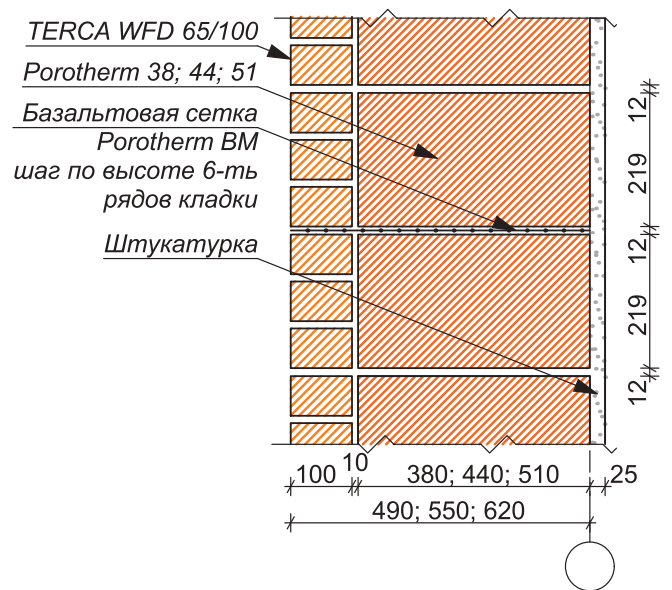 TERCA WFD 65/100
Porotherm 38; 44; 51
Базальтовая сетка
Porotherm BM
шаг по высоте 6-ть
рядов кладки
Штукатурка
12
219
12
219
12
100
10
380; 440; 510
25
490; 550; 620